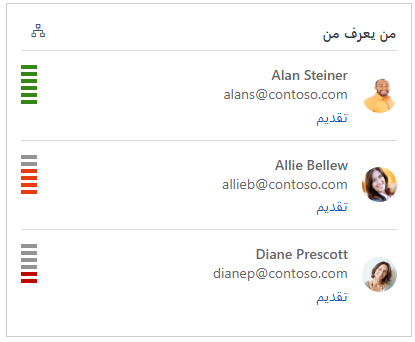 من يعرف من
Alan Steiner
alans@contoso.com
تقديم
Allie Bellew
allieb@contoso.com
تقديم
Diane Prescott
dianep@contoso.com
تقديم